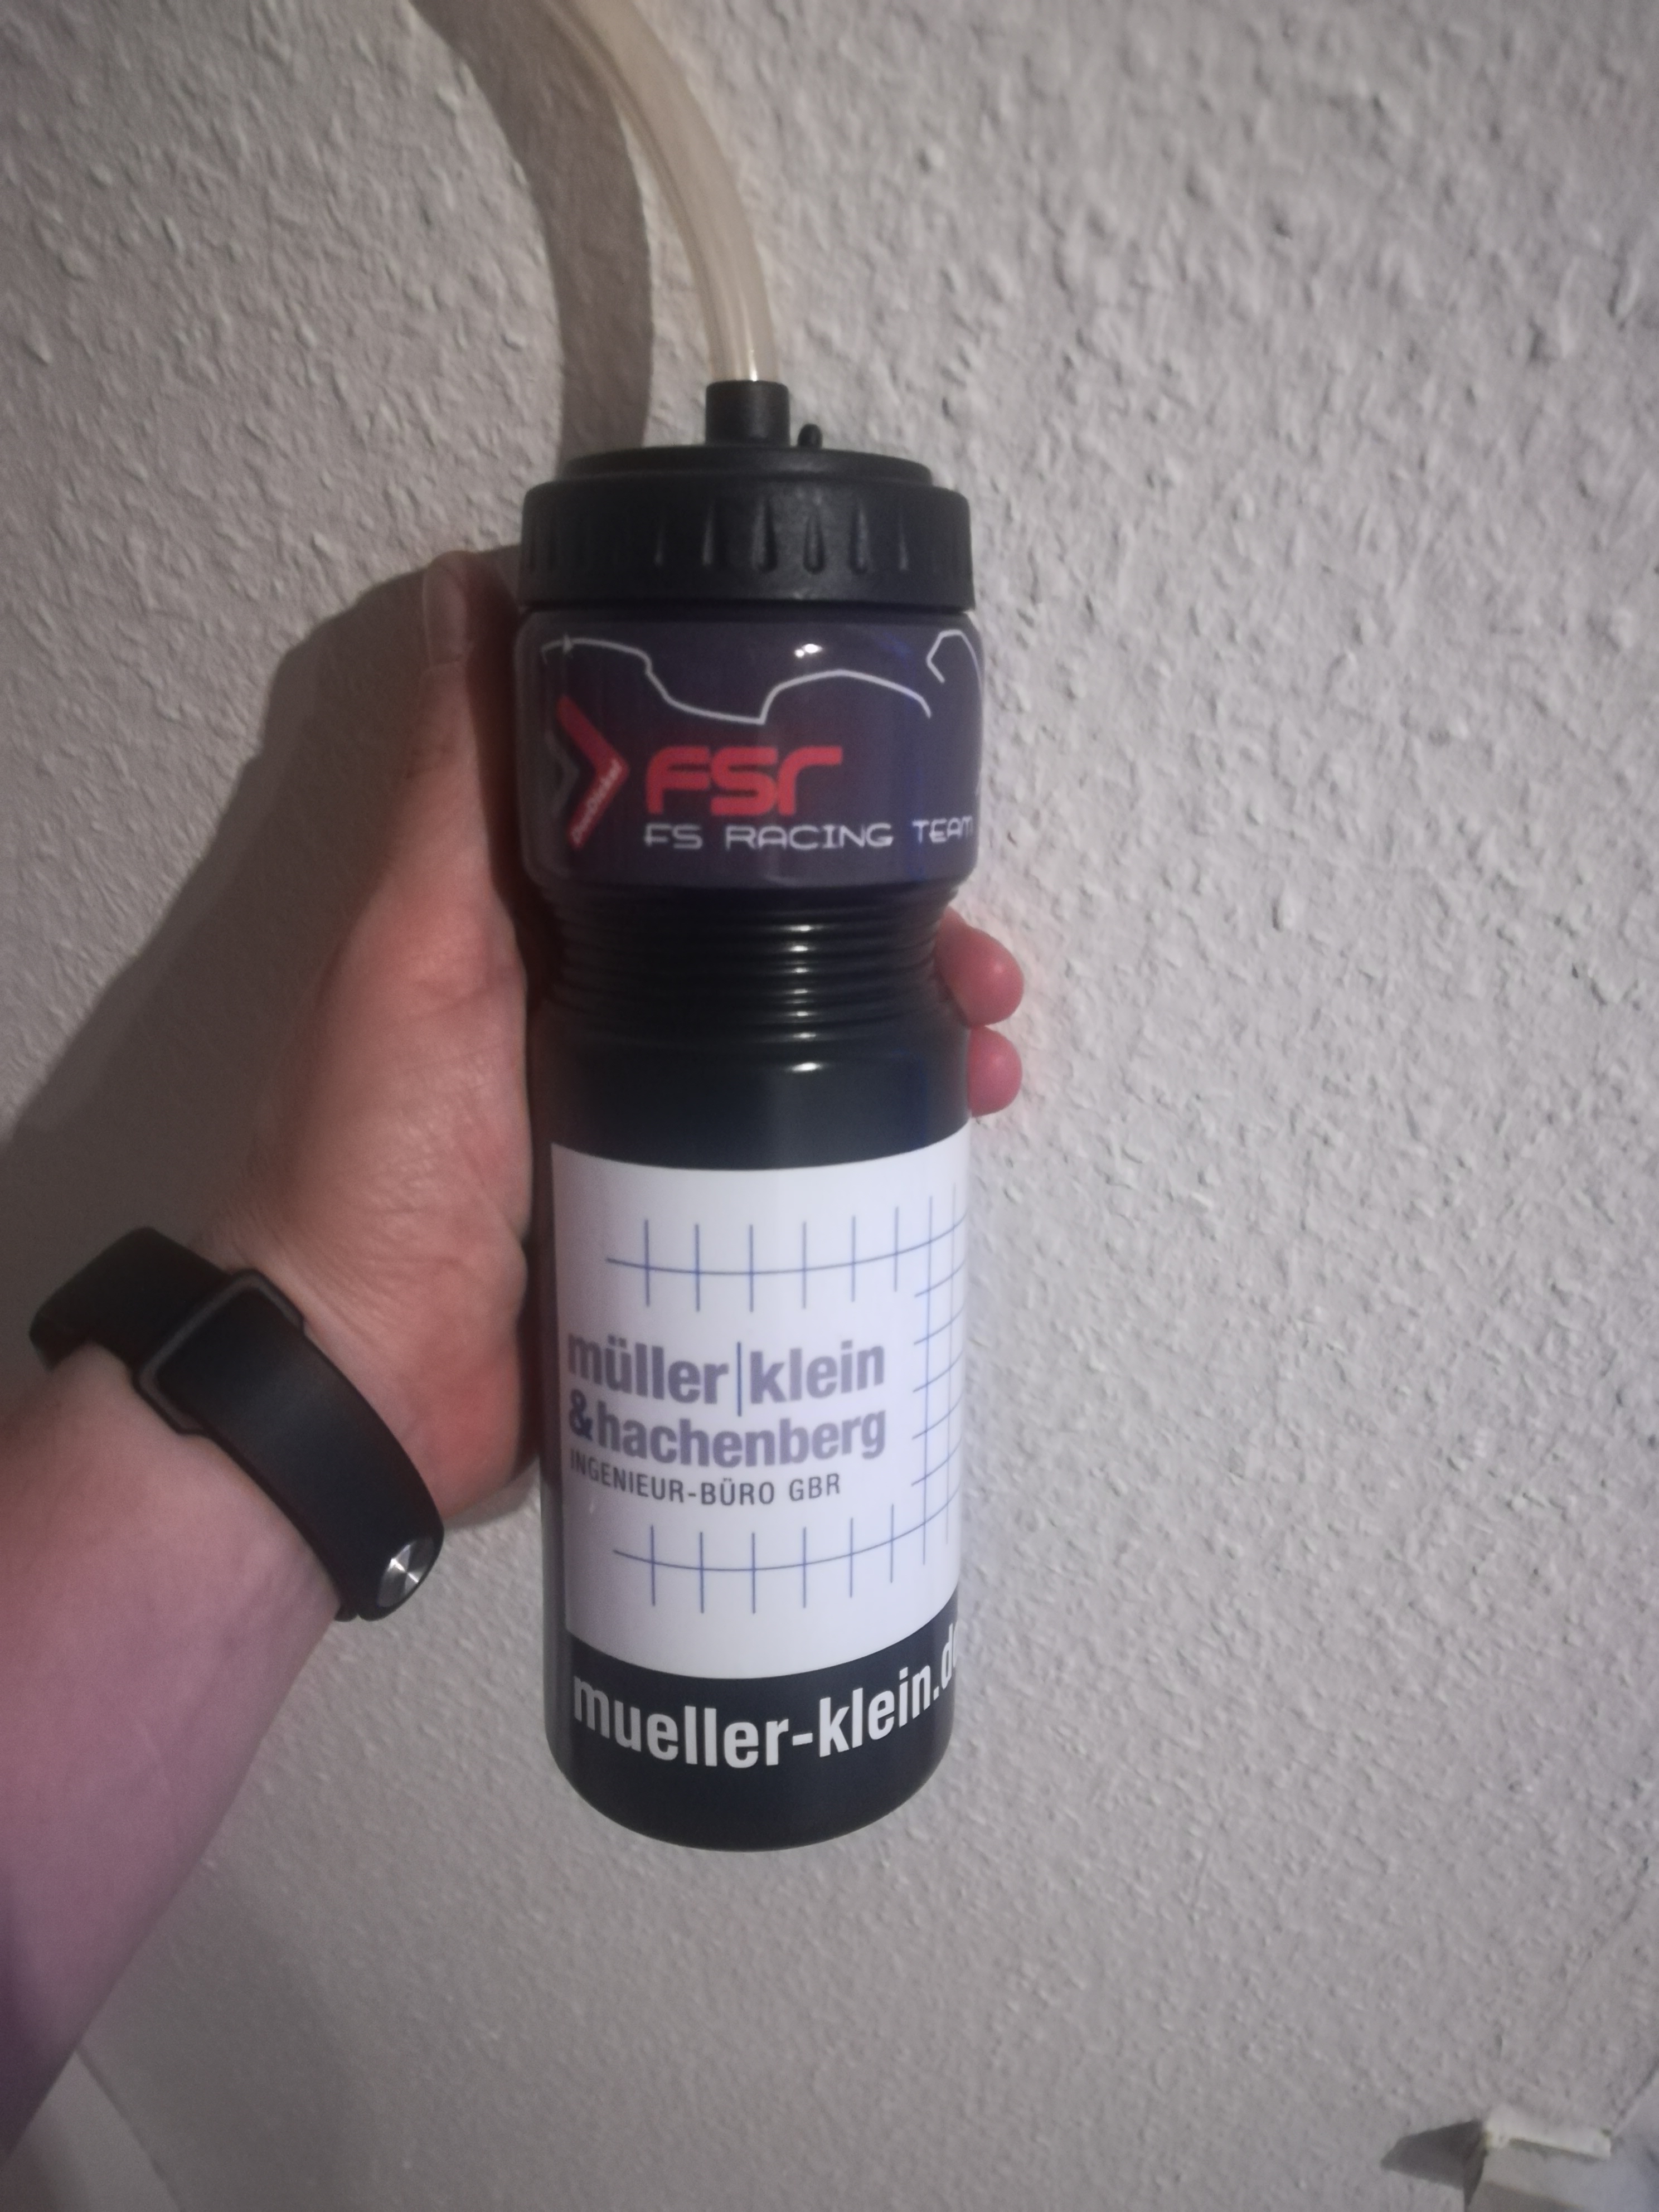 FSR
FS RACING TEAM
müller|klein
&hachenberg
INGENIEUR-BÜRO GBR
mueller-klein.de